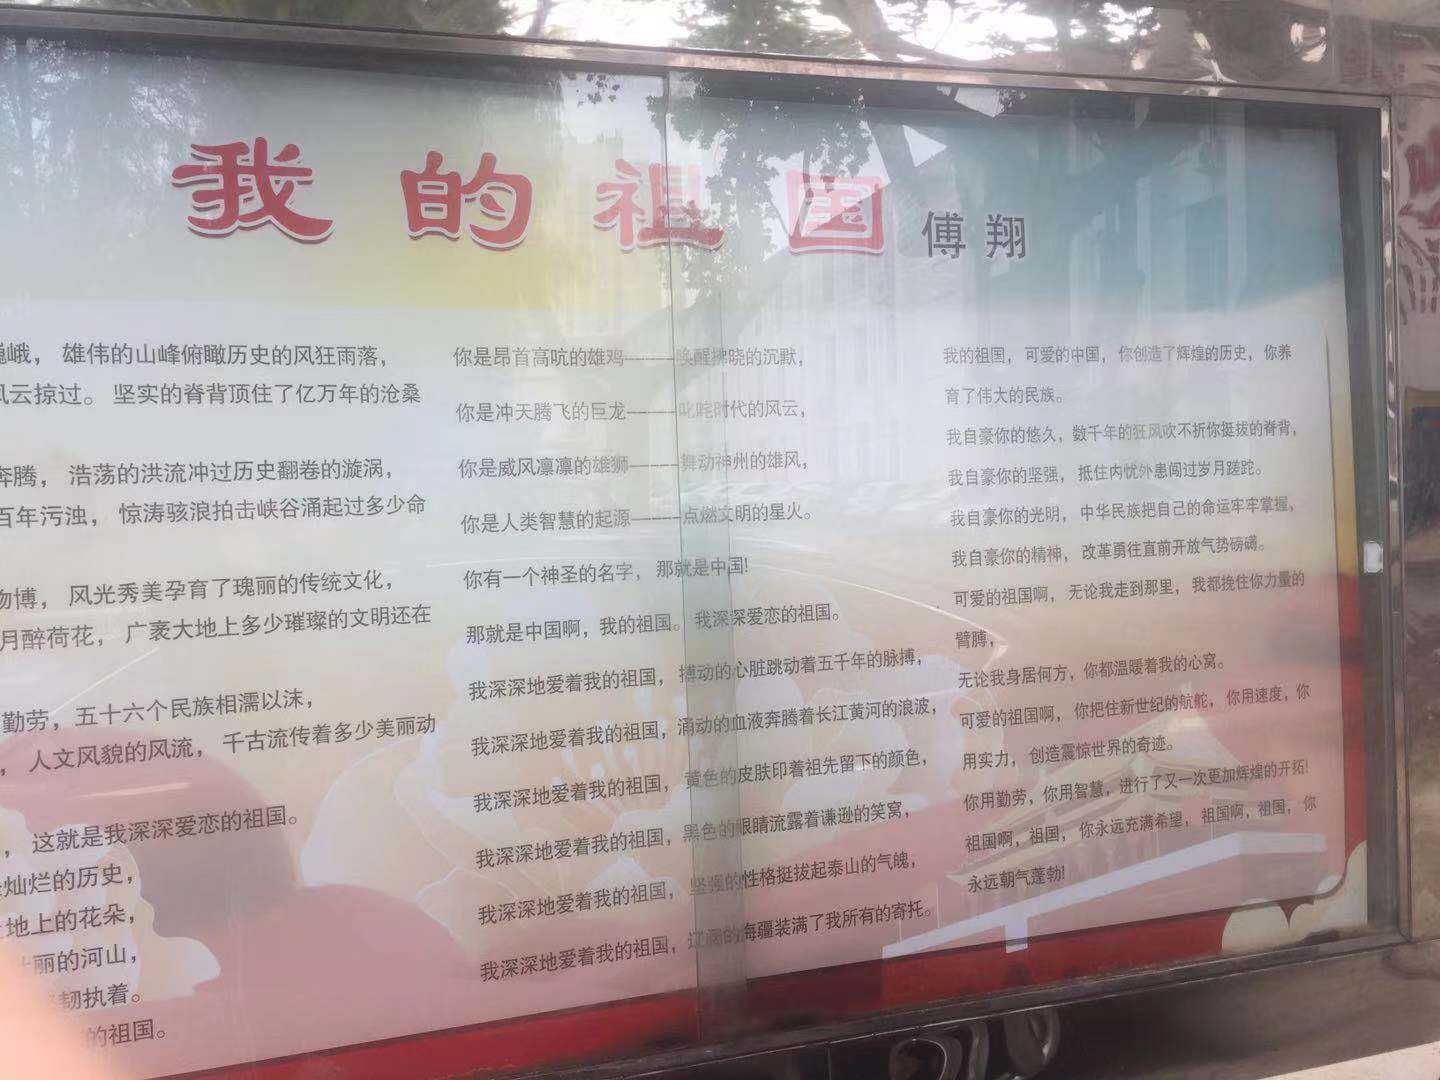 我的祖国 傅翔
峨， 雄伟的山峰俯瞰历史的风狂雨落，
风云掠过。 坚实的脊背顶住了亿万年的沧桑
奔腾， 浩荡的洪流冲过历史翻卷的漩涡，
百年污浊， 惊涛骇浪拍击峡谷涌起过多少命
物博， 风光秀美孕育了瑰丽的传统文化，
月醉荷花， 广袤大地上多少璀璨的文明还在
勤劳，五十六个民族相濡以沫，
， 人文风貌的风流， 千古流传着多少美丽动
， 这就是我深深爱恋的祖国。
灿烂的历史，
地上的花朵，
丽的河山，
韧执着。
的祖国。
你是昂首高吭的雄鸡———唤醒拂晓的沉默，
你是冲天腾飞的巨龙———叱咤时代的风云，
你是威风凛凛的雄狮———舞动神州的雄风，
你是人类智慧的起源———点燃文明的星火。
你有一个神圣的名字， 那就是中国!
那就是中国啊，我的祖国。 我深深爱恋的祖国。
我深深地爱着我的祖国， 搏动的心脏跳动着五千年的脉搏，
我深深地爱着我的祖国，涌动的血液奔腾着长江黄河的浪波，
我深深地爱着我的祖国， 黄色的皮肤印着祖先留下的颜色，
我深深地爱着我的祖国，黑色的眼睛流露着谦逊的笑窝，
我深深地爱着我的祖国， 坚强的性格挺拔起泰山的气魄，
我深深地爱着我的祖国，辽阔的海疆装满了我所有的寄托。
我的祖国， 可爱的中国， 你创造了辉煌的历史，你养
育了伟大的民族。
我自豪你的悠久，数千年的狂风吹不折你挺拔的脊背，
我自豪你的坚强， 抵住内忧外患闯过岁月蹉跎。
我自豪你的光明， 中华民族把自己的命运牢牢掌握，
我自豪你的精神， 改革勇往直前开放气势磅礴。
可爱的祖国啊， 无论我走到那里， 我都挽住你力量的
臂膊，
无论我身居何方，你都温暖着我的心窝。
可爱的祖国啊， 你把住新世纪的航舵， 你用速度，你
用实力， 创造震惊世界的奇迹。
你用勤劳，你用智慧，进行了又一次更加辉煌的开拓!
祖国啊，祖国， 你永远充满希望， 祖国啊，祖国， 你
永远朝气蓬勃!